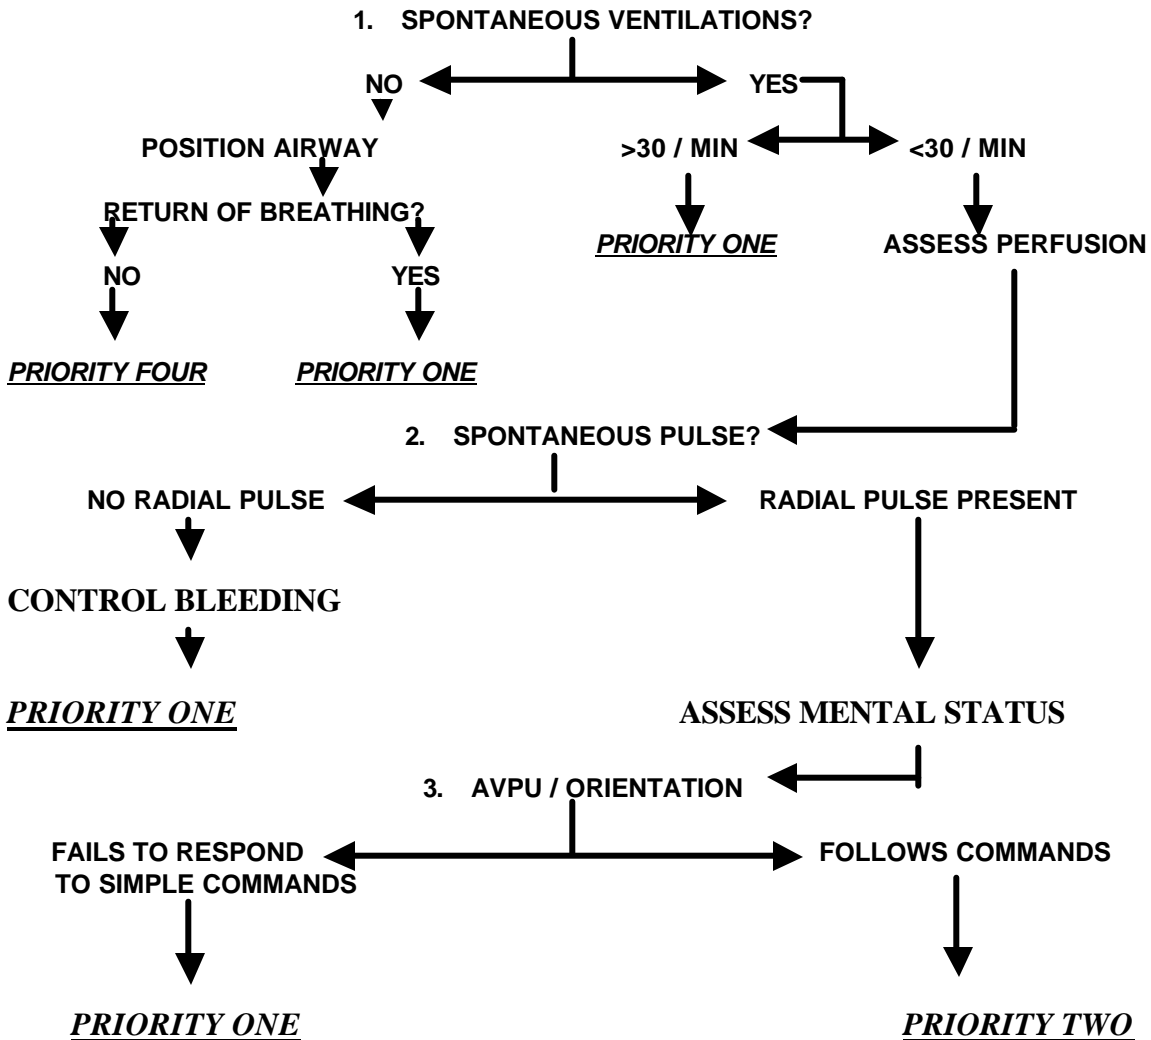 1. SPONTANEOUS VENTILATIONS?
NO
YES
POSITION AIRWAY
>30 / MIN
<30 / MIN
RETURN OF BREATHING?
PRIORITY ONE
ASSESS PERFUSION
NO
YES
PRIORITY FOUR
PRIORITY ONE
2. SPONTANEOUS PULSE?
NO RADIAL PULSE
RADIAL PULSE PRESENT
CONTROL BLEEDING
PRIORITY ONE
ASSESS MENTAL STATUS
3. AVPU / ORIENTATION
FAILS TO RESPOND
TO SIMPLE COMMANDS
FOLLOWS COMMANDS
PRIORITY ONE
PRIORITY TWO